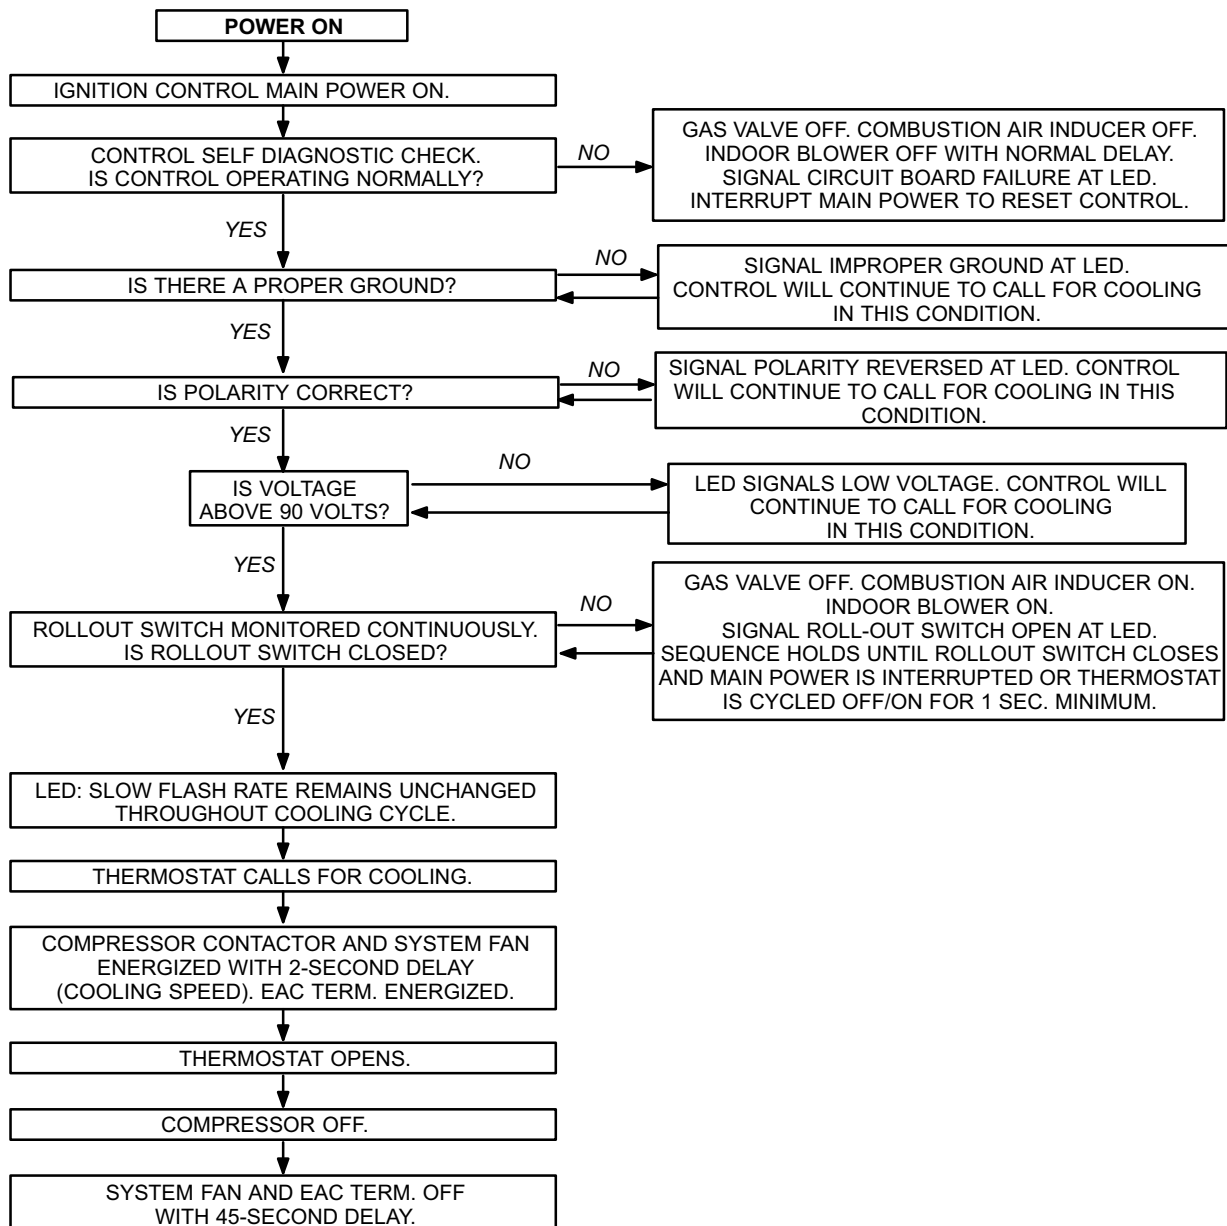 POWER ON
IGNITION CONTROL MAIN POWER ON.
CONTROL SELF DIAGNOSTIC CHECK.
IS CONTROL OPERATING NORMALLY?
NO
GAS VALVE OFF. COMBUSTION AIR INDUCER OFF.
INDOOR BLOWER OFF WITH NORMAL DELAY.
SIGNAL CIRCUIT BOARD FAILURE AT LED.
INTERRUPT MAIN POWER TO RESET CONTROL.
YES
IS THERE A PROPER GROUND?
NO
SIGNAL IMPROPER GROUND AT LED.
CONTROL WILL CONTINUE TO CALL FOR COOLING
IN THIS CONDITION.
YES
IS POLARITY CORRECT?
NO
SIGNAL POLARITY REVERSED AT LED. CONTROL
WILL CONTINUE TO CALL FOR COOLING IN THIS
CONDITION.
YES
IS VOLTAGE
ABOVE 90 VOLTS?
NO
LED SIGNALS LOW VOLTAGE. CONTROL WILL
CONTINUE TO CALL FOR COOLING
IN THIS CONDITION.
YES
ROLLOUT SWITCH MONITORED CONTINUOUSLY.
IS ROLLOUT SWITCH CLOSED?
NO
GAS VALVE OFF. COMBUSTION AIR INDUCER ON.
INDOOR BLOWER ON.
SIGNAL ROLL-OUT SWITCH OPEN AT LED.
SEQUENCE HOLDS UNTIL ROLLOUT SWITCH CLOSES
AND MAIN POWER IS INTERRUPTED OR THERMOSTAT
IS CYCLED OFF/ON FOR 1 SEC. MINIMUM.
YES
LED: SLOW FLASH RATE REMAINS UNCHANGED
THROUGHOUT COOLING CYCLE.
THERMOSTAT CALLS FOR COOLING.
COMPRESSOR CONTACTOR AND SYSTEM FAN
ENERGIZED WITH 2-SECOND DELAY
(COOLING SPEED). EAC TERM. ENERGIZED.
THERMOSTAT OPENS.
COMPRESSOR OFF.
SYSTEM FAN AND EAC TERM. OFF
WITH 45-SECOND DELAY.